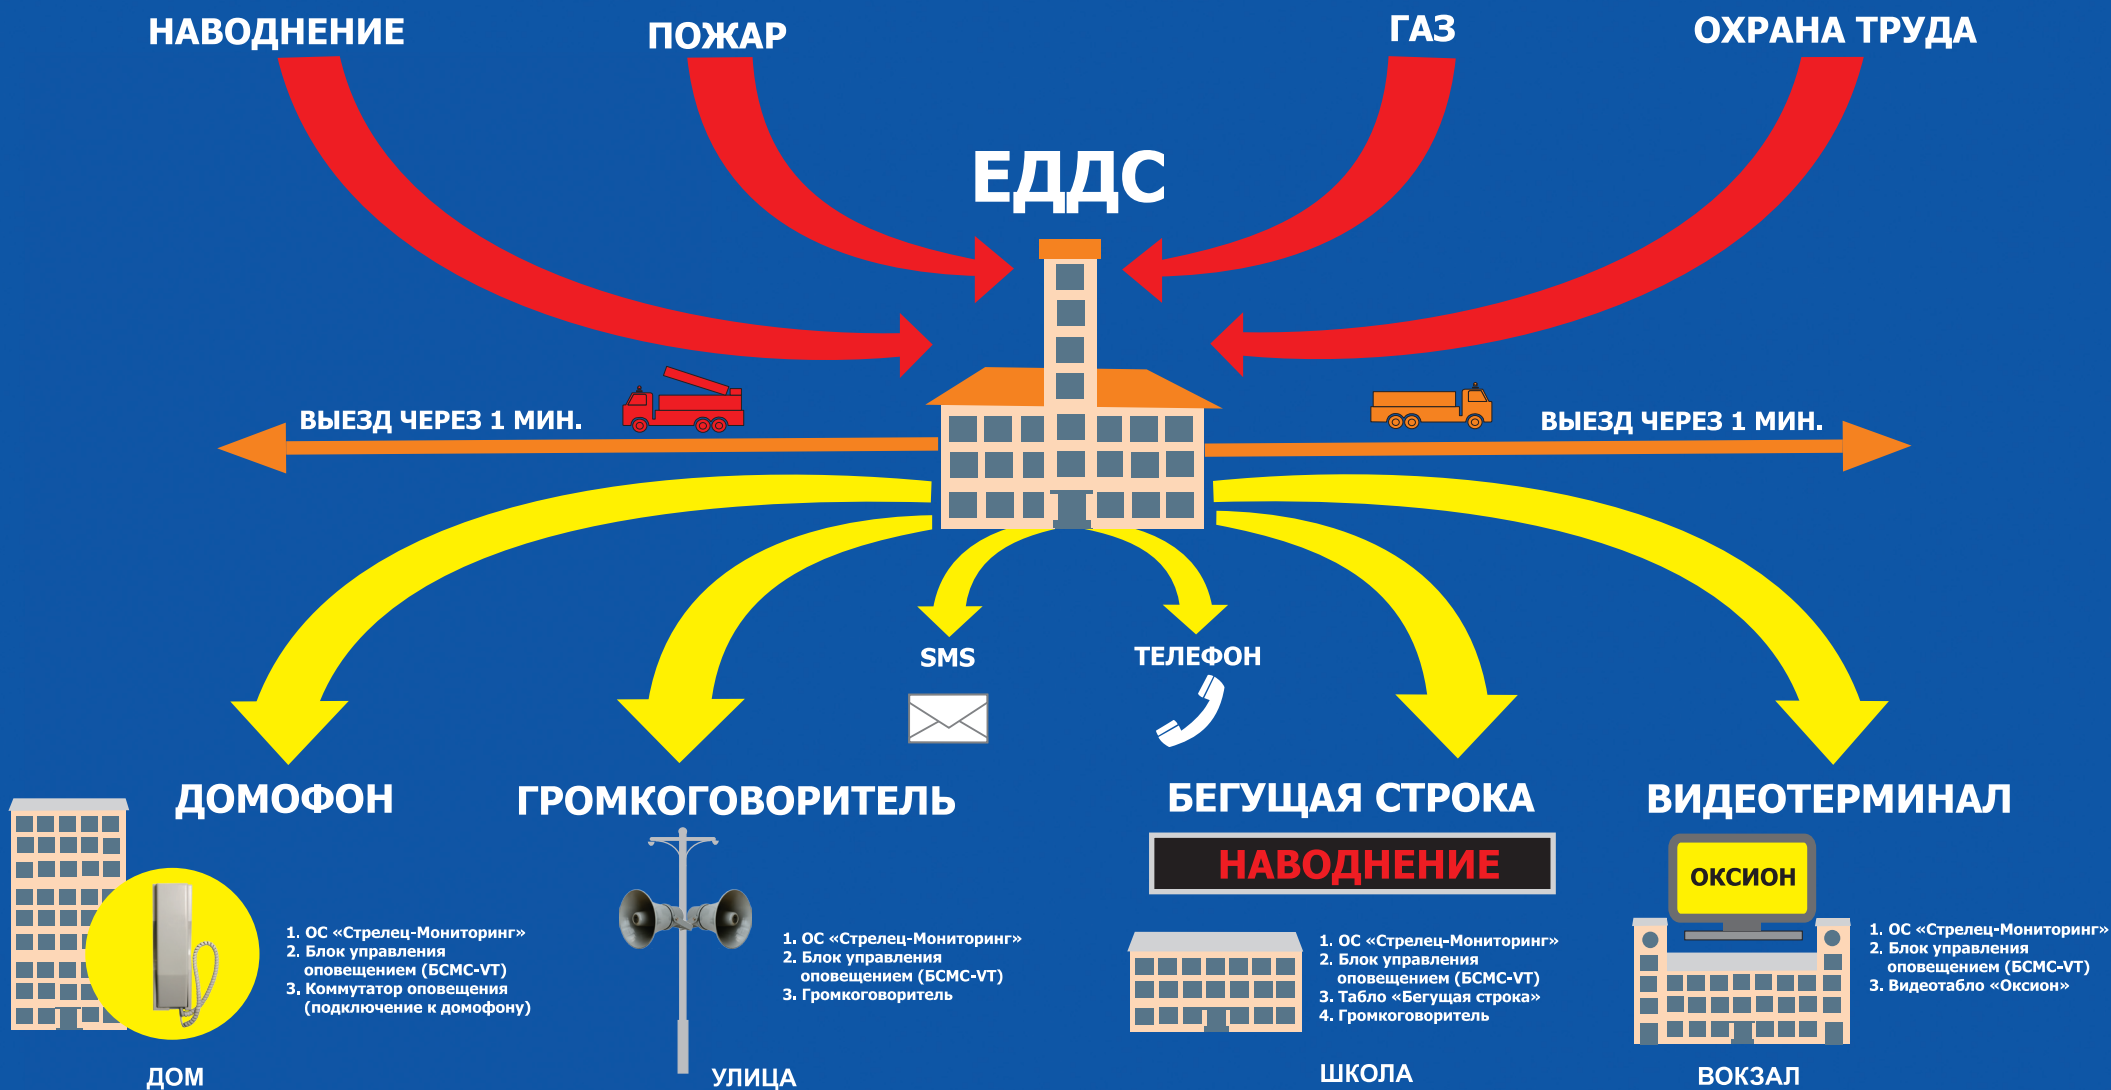 НАВОДНЕНИЕ
ПОЖАР
ГАЗ
ОХРАНА ТРУДА
ЕДДС
ВЫЕЗД ЧЕРЕЗ 1 МИН.
ВЫЕЗД ЧЕРЕЗ 1 МИН.
SMS
ТЕЛЕФОН
ДОМОФОН
1. ОС «Стрелец-Мониторинг»
2. Блок управления
оповещением (БСМС-VT)
3. Коммутатор оповещения
(подключение к домофону)
ДОМ
ГРОМКОГОВОРИТЕЛЬ
1. ОС «Стрелец-Мониторинг»
2. Блок управления
оповещением (БСМС-VT)
3. Громкоговоритель
УЛИЦА
БЕГУЩАЯ СТРОКА
НАВОДНЕНИЕ
1. ОС «Стрелец-Мониторинг»
2. Блок управления
оповещением (БСМС-VT)
3. Табло «Бегущая строка»
4. Громкоговоритель
ШКОЛА
ВИДЕОТЕРМИНАЛ
ОКСИОН
1. ОС «Стрелец-Мониторинг»
2. Блок управления
оповещением (БСМС-VT)
3. Видеотабло «Оксион»
ВОКЗАЛ